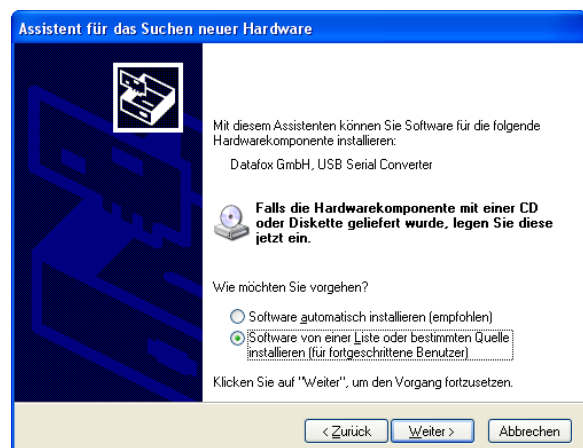 Assistent für das Suchen neuer Hardware
Mit diesem Assistenten können Sie Software für die folgende
Hardwarekomponente installieren:
Datafox GmbH, USB Serial Converter
Falls die Hardwarekomponente mit einer CD
oder Diskette geliefert wurde, legen Sie diese
jetzt ein.
Wie möchten Sie vorgehen?
Software automatisch installieren (empfohlen)
Software von einer Liste oder bestimmten Quelle
installieren (für fortgeschrittene Benutzer)
Klicken Sie auf "Weiter", um den Vorgang fortzusetzen.
< Zurück Weiter > Abbrechen